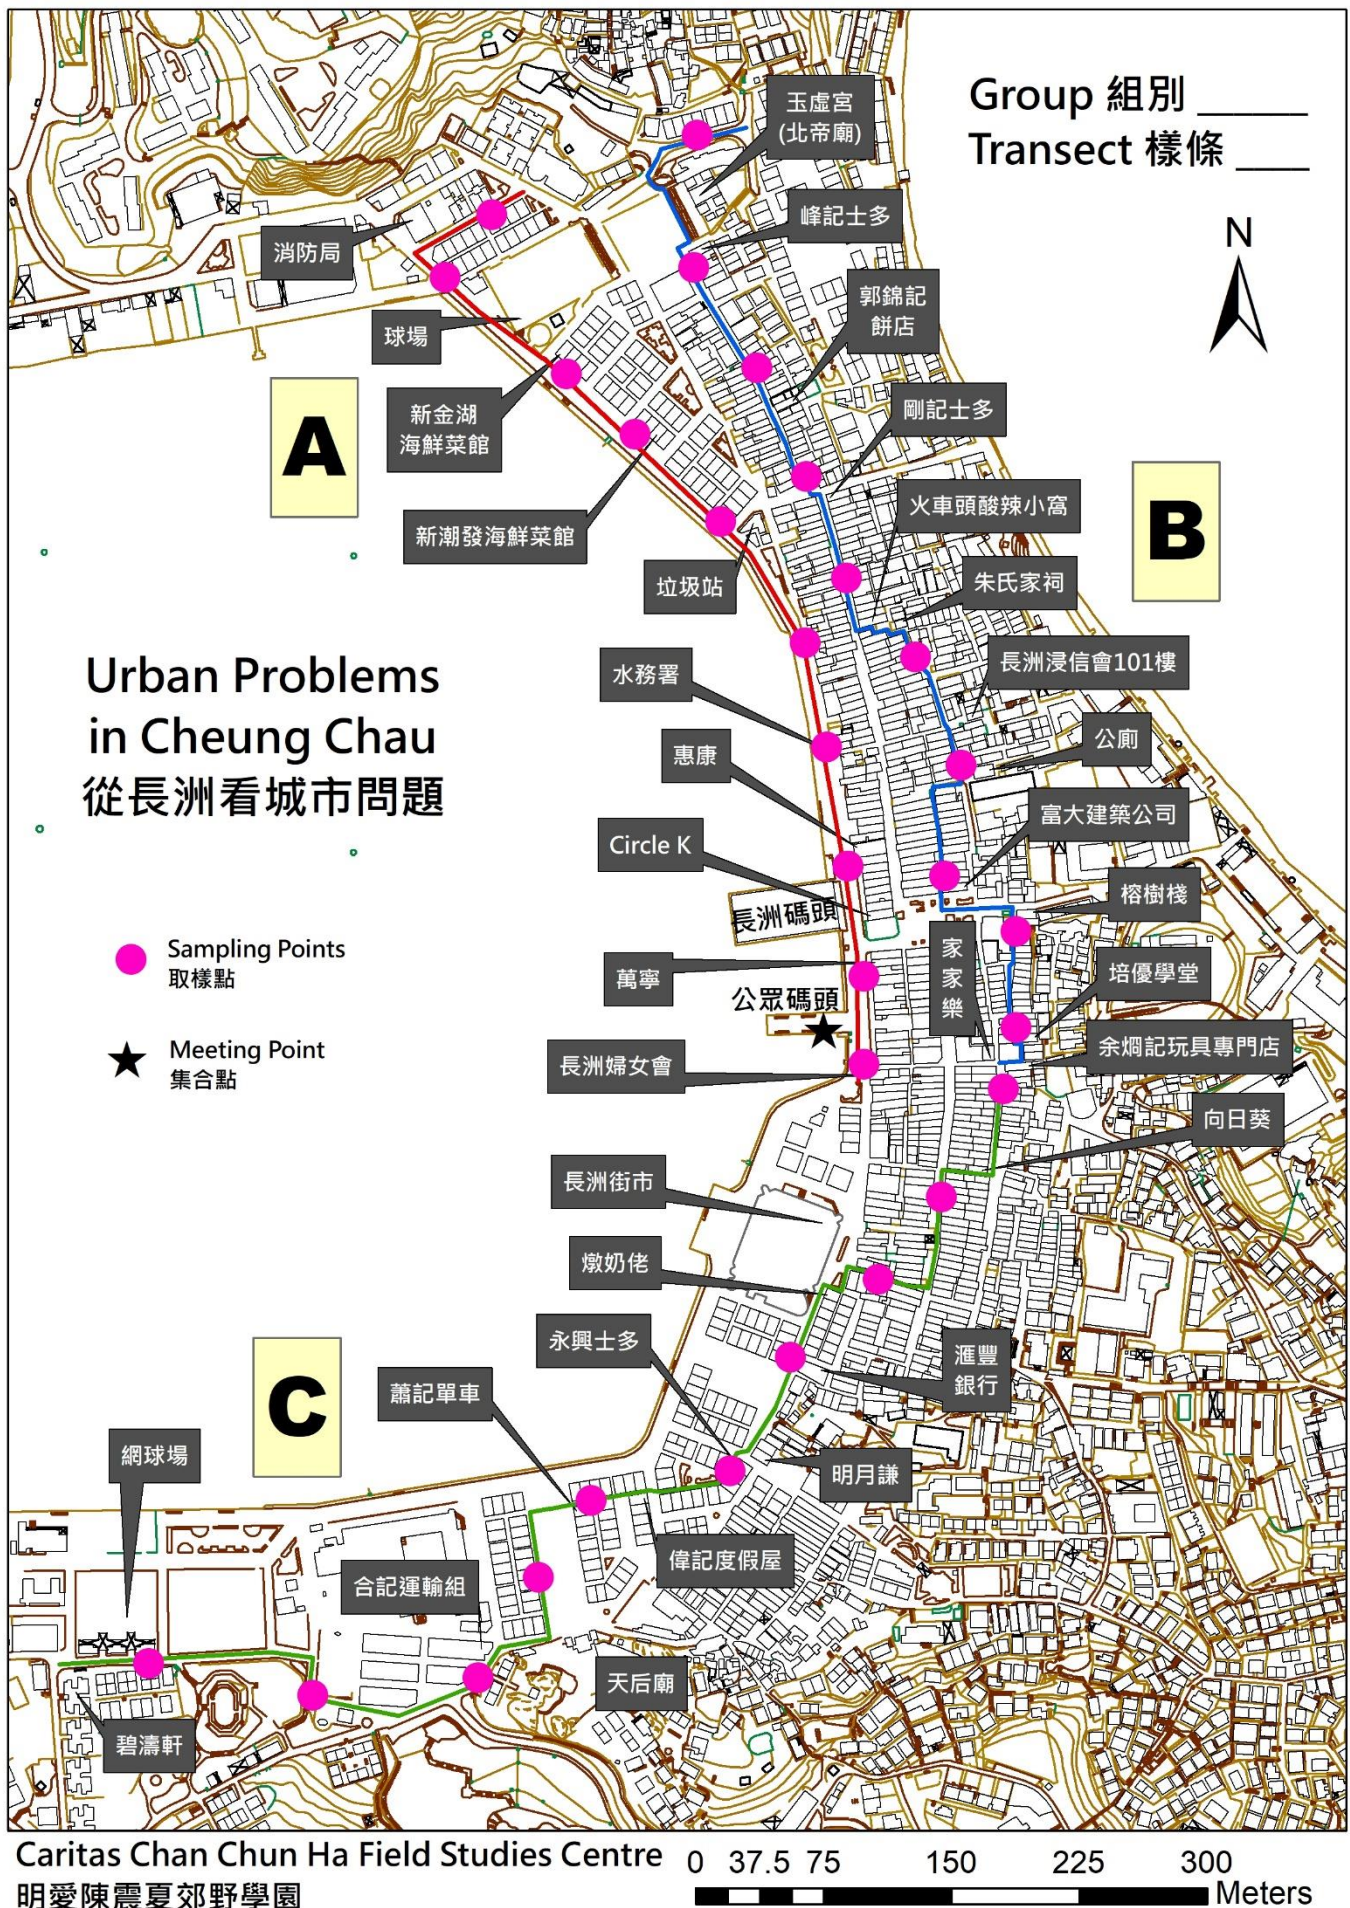 Group 組別 _____
Transect 樣條 ___
N
玉虛宮
(北帝廟)
峰記士多
消防局
郭錦記
餅店
球場
新金湖
海鮮菜館
剛記士多
A
火車頭酸辣小窩
B
新潮發海鮮菜館
垃圾站
朱氏家祠
Urban Problems
in Cheung Chau
從長洲看城市問題
水務署
長洲浸信會101樓
惠康
公廁
Circle K
富大建築公司
長洲碼頭
榕樹棧
Sampling Points
取樣點
萬寧
家
家
樂
培優學堂
公眾碼頭
Meeting Point
集合點
長洲婦女會
余烱記玩具專門店
向日葵
長洲街市
燉奶佬
永興士多
滙豐
銀行
C
蕭記單車
網球場
明月謙
偉記度假屋
合記運輸組
天后廟
碧濤軒
Caritas Chan Chun Ha Field Studies Centre
明愛陳震夏郊野學園
0 37.5 75 150 225 300
Meters